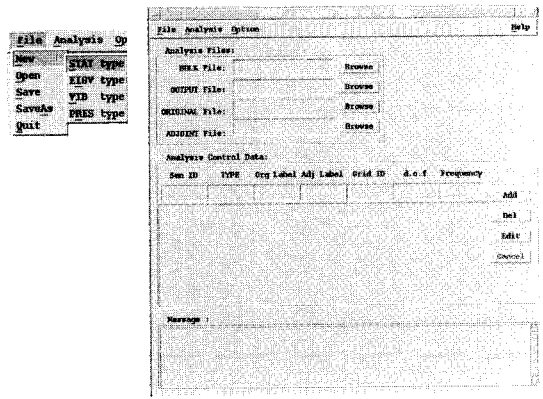 File Analysis Op
New
STAT type
Open
EIGV type
Save
VIB type
SaveAs
PRES type
Quit
File Analysis Option Help
Analysis Files:
BULK File: Browse
OUTPUT File: Browse
ORIGINAL File: Browse
ADJOINT File: Browse
Analysis Control Data:
Sen ID TYPE Org Label Adj Label Grid ID d.o.f Frequency
Add
Del
Edit
Cancel
Message :